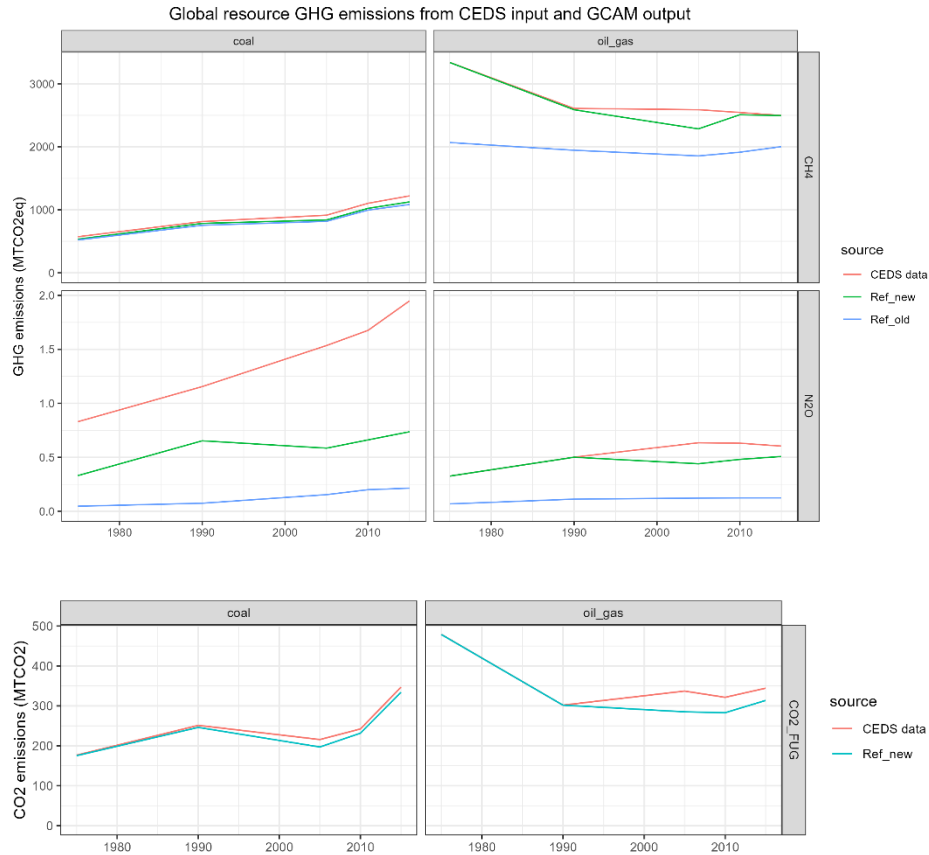 Global resource GHG emissions from CEDS input and GCAM output
coal
oil_gas
GHG emissions (MTCO2eq)
3000
2000
1000
0
CH4
2.0
1.5
1.0
0.5
0.0
N2O
1980
1990
2000
2010
1980
1990
2000
2010
source
CEDS data
Ref_new
Ref_old
coal
oil_gas
CO2 emissions (MTCO2)
500
400
300
200
100
0
CO2_FUG
1980
1990
2000
2010
1980
1990
2000
2010
source
CEDS data
Ref_new